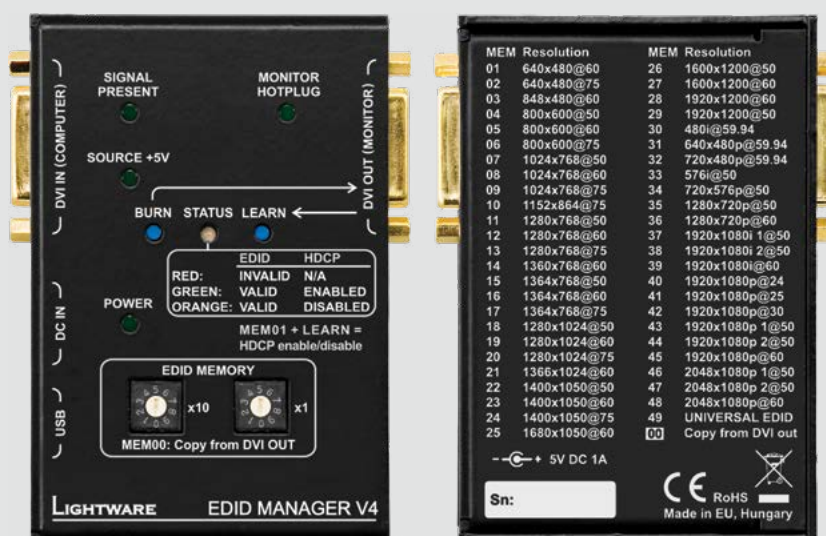 SIGNAL PRESENT
MONITOR HOTPLUG
SOURCE +5V
DVI IN (COMPUTER)
DVI OUT (MONITOR)
BURN STATUS LEARN
EDID HDCP
RED: INVALID N/A
GREEN: VALID ENABLED
ORANGE: VALID DISABLED
POWER
DC IN
MEM01 + LEARN =
HDCP enable/disable
EDID MEMORY
x10
x1
USB
MEM00: Copy from DVI OUT
LIGHTWARE EDID MANAGER V4
MEM Resolution
01 640x480@60
02 640x480@75
03 848x480@60
04 800x600@50
05 800x600@60
06 800x600@75
07 1024x768@50
08 1024x768@60
09 1024x768@75
10 1152x864@75
11 1280x768@50
12 1280x768@60
13 1280x768@75
14 1360x768@60
15 1364x768@50
16 1364x768@60
17 1364x768@75
18 1280x1024@50
19 1280x1024@60
20 1280x1024@75
21 1366x1024@60
22 1400x1050@50
23 1400x1050@60
24 1400x1050@75
25 1680x1050@60
MEM Resolution
26 1600x1200@50
27 1600x1200@60
28 1920x1200@60
29 1920x1200@50
30 480i@59.94
31 640x480p@59.94
32 720x480p@59.94
33 576i@50
34 720x576p@50
35 1280x720p@50
36 1280x720p@60
37 1920x1080i 1@50
38 1920x1080i 2@50
39 1920x1080i@60
40 1920x1080p@24
41 1920x1080p@25
42 1920x1080p@30
43 1920x1080p 1@50
44 1920x1080p 2@50
45 1920x1080p@60
46 2048x1080p 1@50
47 2048x1080p 2@50
48 2048x1080p@60
49 UNIVERSAL EDID
00 Copy from DVI out
5V DC 1A
Sn:
CE RoHS
Made in EU, Hungary